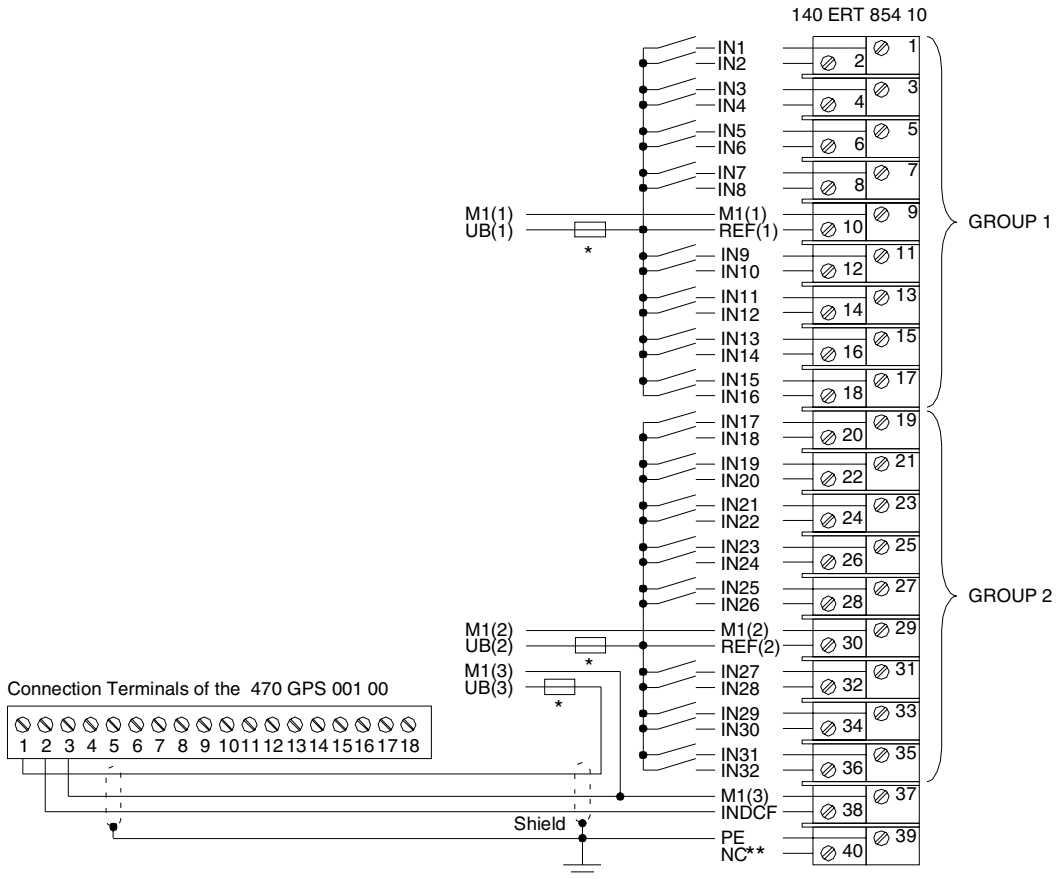 140 ERT 854 10
IN1 1
IN2 2
IN3 3
IN4 4
IN5 5
IN6 6
IN7 7
IN8 8
M1(1) M1(1) 9
UB(1) REF(1) 10
*
GROUP 1
IN9 11
IN10 12
IN11 13
IN12 14
IN13 15
IN14 16
IN15 17
IN16 18
IN17 19
IN18 20
IN19 21
IN20 22
IN21 23
IN22 24
IN23 25
IN24 26
IN25 27
IN26 28
GROUP 2
M1(2) M1(2) 29
UB(2) REF(2) 30
*
M1(3) IN27 31
UB(3) IN28 32
*
Connection Terminals of the 470 GPS 001 00
1 2 3 4 5 6 7 8 9 10 11 12 13 14 15 16 17 18
IN29 33
IN30 34
IN31 35
IN32 36
M1(3) 37
INDCF 38
Shield
PE 39
NC** 40